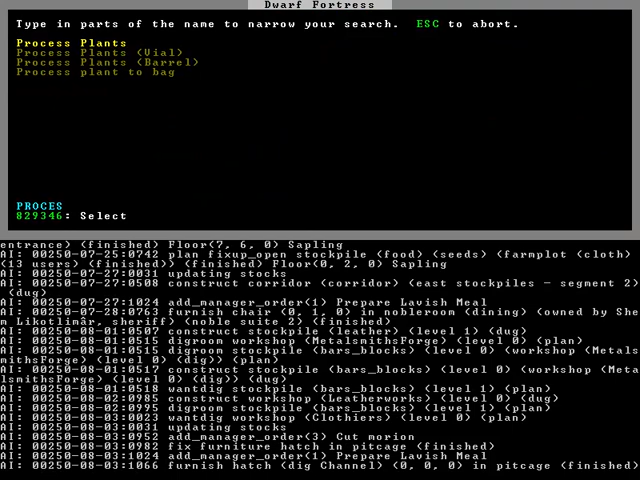 Dwarf Fortress
Type in parts of the name to narrow your search.  ESC to abort.
Process Plants
Process Plants (Vial)
Process Plants (Barrel)
Process plant to bag
PROCES
829346: Select
entrance) (finished) Floor(7, 6, 0) Sapling
AI: 00250-07-25:0742 plan fixup_open stockpile (food) (seeds) (farmplot (cloth)
(13 users) (finished)) (finished) Floor(0, 2, 0) Sapling
AI: 00250-07-27:0031 updating stocks
AI: 00250-07-27:0508 construct corridor (corridor) (east stockpiles - segment 2)
(dug)
AI: 00250-07-27:1024 add_manager_order(1) Prepare Lavish Meal
AI: 00250-07-28:0763 furnish chair (0, 1, 0) in nobleroom (dining) (owned by She
m Likotlimär, sheriff) (noble suite 2) (finished)
AI: 00250-08-01:0507 construct stockpile (leather) (level 1) (dug)
AI: 00250-08-01:0515 digroom workshop (MetalsmithsForge) (level 0) (plan)
AI: 00250-08-01:0515 digroom stockpile (bars_blocks) (level 0) (workshop (Metals
mithsForge) (level 0) (dig)) (plan)
AI: 00250-08-01:0517 construct stockpile (bars_blocks) (level 0) (workshop (Meta
lsmithsForge) (level 0) (dig)) (dug)
AI: 00250-08-01:0518 wantdig stockpile (bars_blocks) (level 1) (plan)
AI: 00250-08-02:0985 construct workshop (Leatherworks) (level 0) (dug)
AI: 00250-08-02:0995 digroom stockpile (bars_blocks) (level 1) (plan)
AI: 00250-08-03:0023 wantdig workshop (Clothiers) (level 0) (plan)
AI: 00250-08-03:0031 updating stocks
AI: 00250-08-03:0952 add_manager_order(3) Cut morion
AI: 00250-08-03:0982 fix furniture hatch in pitcage (finished)
AI: 00250-08-03:1024 add_manager_order(1) Prepare Lavish Meal
AI: 00250-08-03:1066 furnish hatch (dig Channel) (0, 0, 0) in pitcage (finished)